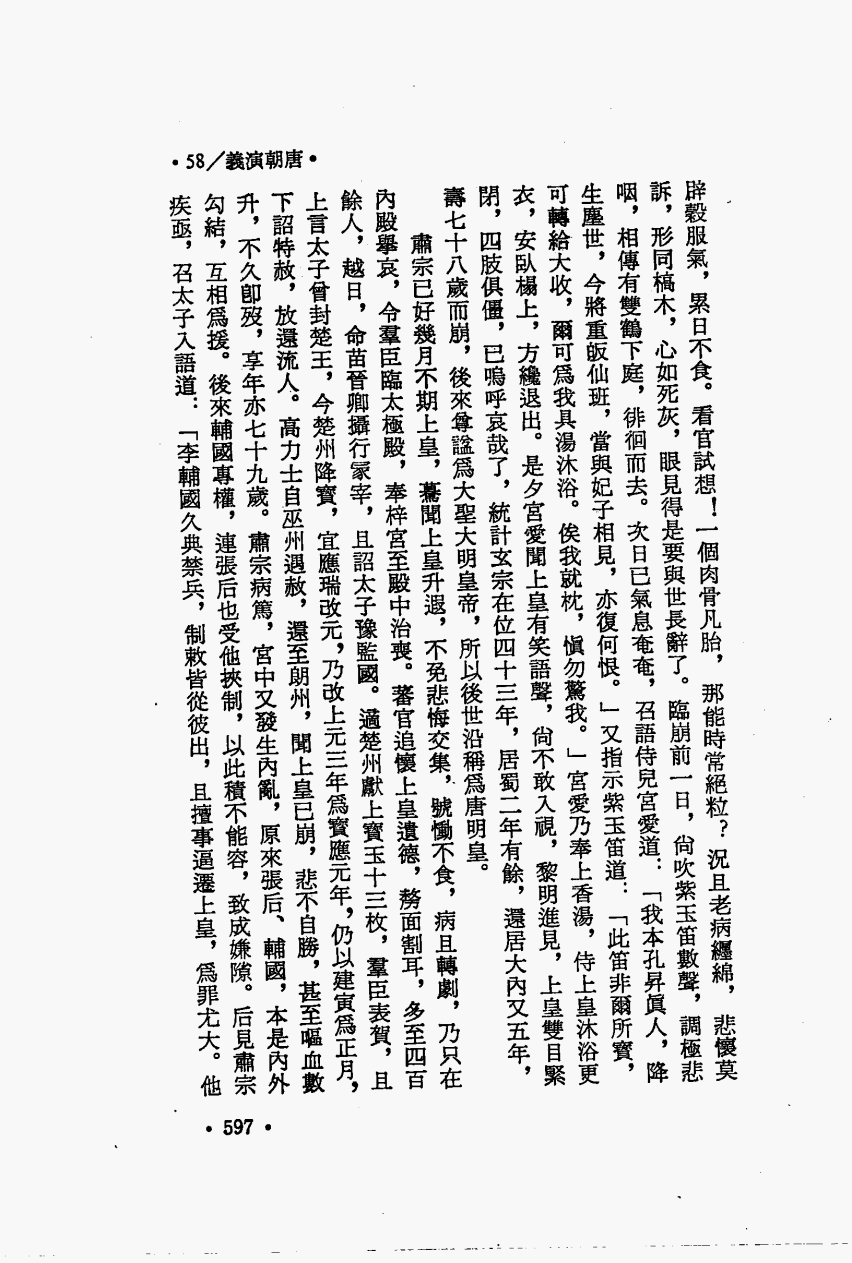 •58/義演朝唐•
辟穀服氣，累日不食。看官試想！一個肉骨凡胎，那能時常絕粒？況且老病纏綿，悲懷莫
訴，形同槁木，心如死灰，眼見得是要與世長辭了。臨崩前一日，尙吹紫玉笛數聲，調極悲
咽，相傳有雙鶴下庭，徘徊而去。次日已氣息奄奄，召語侍兒宮愛道：「我本孔昇眞人，降
生塵世，今將重皈仙班，當與妃子相見，亦復何恨。」又指示紫玉笛道：「此笛非爾所寶，
可轉給大收，爾可爲我具湯沐浴。俟我就枕，愼勿驚我。」宮愛乃奉上香湯，侍上皇沐浴更
衣，安臥榻上，方纔退出。是夕宮愛聞上皇有笑語聲，尙不敢入視，黎明進見，上皇雙目緊
閉，四肢俱僵，已嗚呼哀哉了，統計玄宗在位四十三年，居蜀二年有餘，還居大內又五年，
壽七十八歲而崩，後來尊諡爲大聖大明皇帝，所以後世沿稱爲唐明皇。
肅宗已好幾月不期上皇，驀聞上皇升遐，不免悲悔交集，號慟不食，病且轉劇，乃只在
內殿擧哀，令羣臣臨太極殿，奉梓宮至殿中治喪。蕃官追懷上皇遺德，剺面割耳，多至四百
餘人，越日，命苗晉卿攝行冢宰，且詔太子豫監國。適楚州獻上寶玉十三枚，羣臣表賀，且
上言太子曾封楚王，今楚州降寶，宜應瑞改元，乃改上元三年爲寶應元年，仍以建寅爲正月，
下詔特赦，放還流人。高力士自巫州遇赦，還至朗州，聞上皇已崩，悲不自勝，甚至嘔血數
升，不久卽歿，享年亦七十九歲。肅宗病篤，宮中又發生內亂，原來張后、輔國，本是內外
勾結，互相爲援。後來輔國專權，連張后也受他挾制，以此積不能容，致成嫌隙。后見肅宗
疾亟，召太子入語道：「李輔國久典禁兵，制敕皆從彼出，且擅事逼遷上皇，爲罪尤大。他
•597•